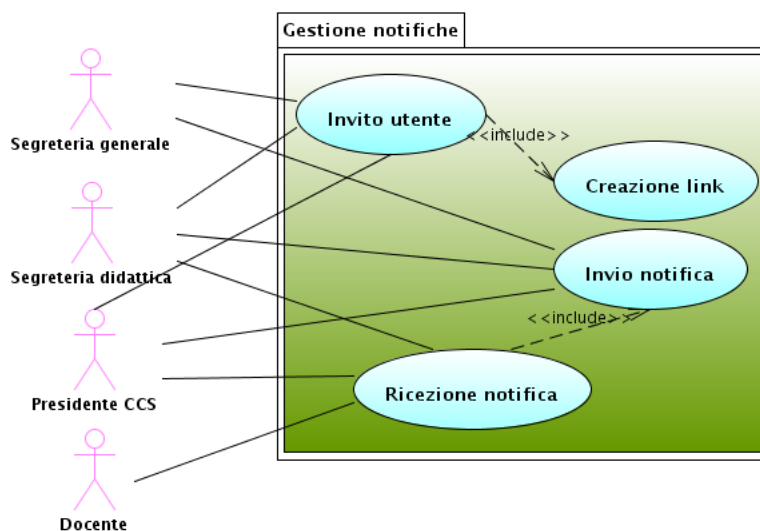 Gestione notifiche
Segreteria generale
Invito utente
<<include>>
Creazione link
Segreteria didattica
Invio notifica
<<include>>
Presidente CCS
Ricezione notifica
Docente